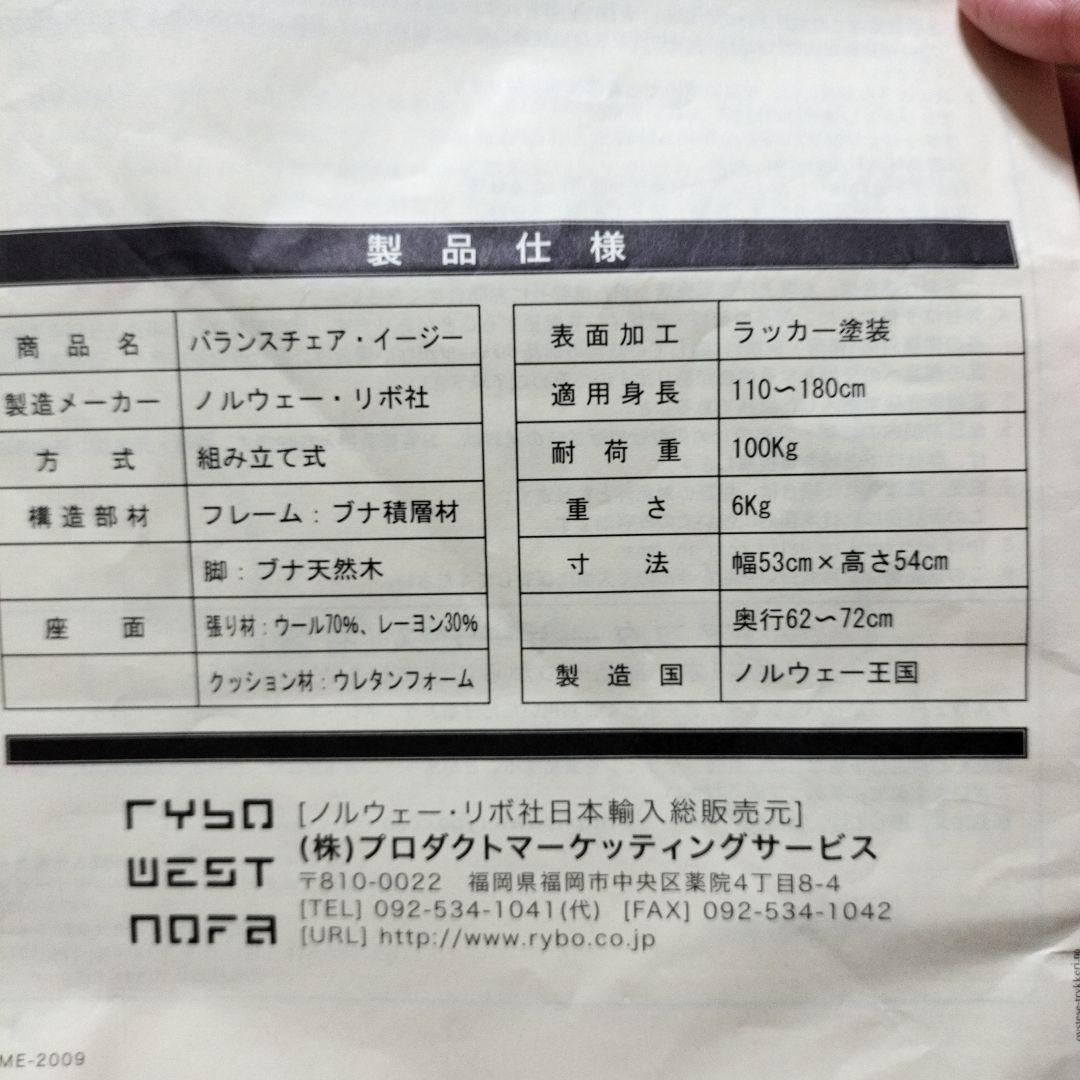 製品仕様
商品名 バランスチェア・イージー
製造メーカー ノルウェー・リボ社
方式 組み立て式
構造部材 フレーム：ブナ積層材
脚：ブナ天然木
座面 張り材：ウール70%、レーヨン30%
クッション材：ウレタンフォーム
表面加工 ラッカー塗装
適用身長 110〜180cm
耐荷重 100Kg
重さ 6Kg
寸法 幅53cm×高さ54cm
奥行62〜72cm
製造国 ノルウェー王国
rybo
WEST
NOFA
[ノルウェー・リボ社日本輸入総販売元]
(株)プロダクトマーケッティングサービス
〒810-0022 福岡県福岡市中央区薬院4丁目8-4
[TEL] 092-534-1041(代) [FAX] 092-534-1042
[URL] http://www.rybo.co.jp
ME-2009